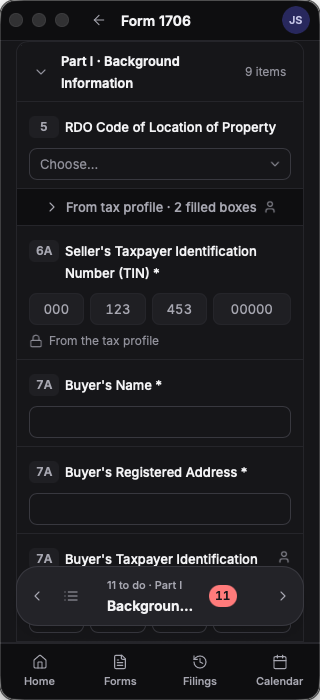 Form 1706
JS
Part I · Background
Information
9 items
5 RDO Code of Location of Property
Choose...
From tax profile · 2 filled boxes
6A Seller's Taxpayer Identification
Number (TIN) *
000 123 453 00000
From the tax profile
7A Buyer's Name *
7A Buyer's Registered Address *
7A Buyer's Taxpayer Identification
11 to do · Part I
Backgroun...
11
Home Forms Filings Calendar